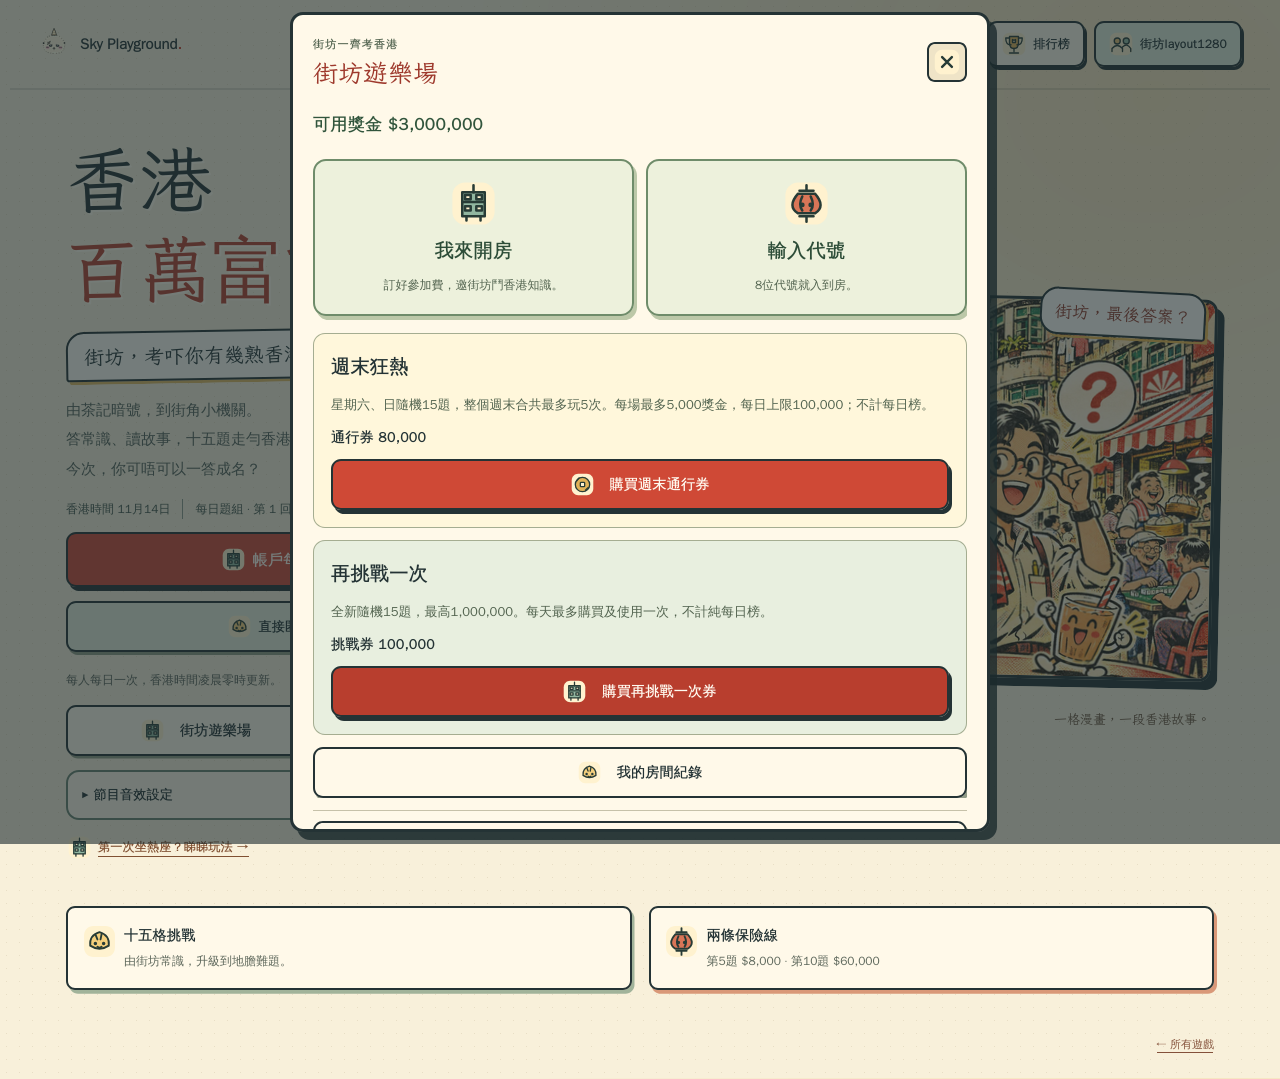 Sky Playground.
排行榜
街坊layout1280
香港
百萬富
街坊，考吓你有幾熟香港
由茶記暗號，到街角小機關。
答常識、讀故事，十五題走勻香港
今次，你可唔可以一答成名？
香港時間 11月14日
每日題組 · 第 1 回
帳戶每
直接
每人每日一次，香港時間凌晨零時更新。
街坊遊樂場
▸ 節目音效設定
第一次坐熱座？睇睇玩法 →
街坊一齊考香港
街坊遊樂場
可用獎金 $3,000,000
我來開房
訂好參加費，邀街坊鬥香港知識。
輸入代號
8位代號就入到房。
週末狂熱
星期六、日隨機15題，整個週末合共最多玩5次。每場最多5,000獎金，每日上限100,000；不計每日榜。
通行券 80,000
購買週末通行券
再挑戰一次
全新隨機15題，最高1,000,000。每天最多購買及使用一次，不計純每日榜。
挑戰券 100,000
購買再挑戰一次券
我的房間紀錄
街坊，最後答案？
?
一格漫畫，一段香港故事。
十五格挑戰
由街坊常識，升級到地膽難題。
兩條保險線
第5題 $8,000 · 第10題 $60,000
← 所有遊戲